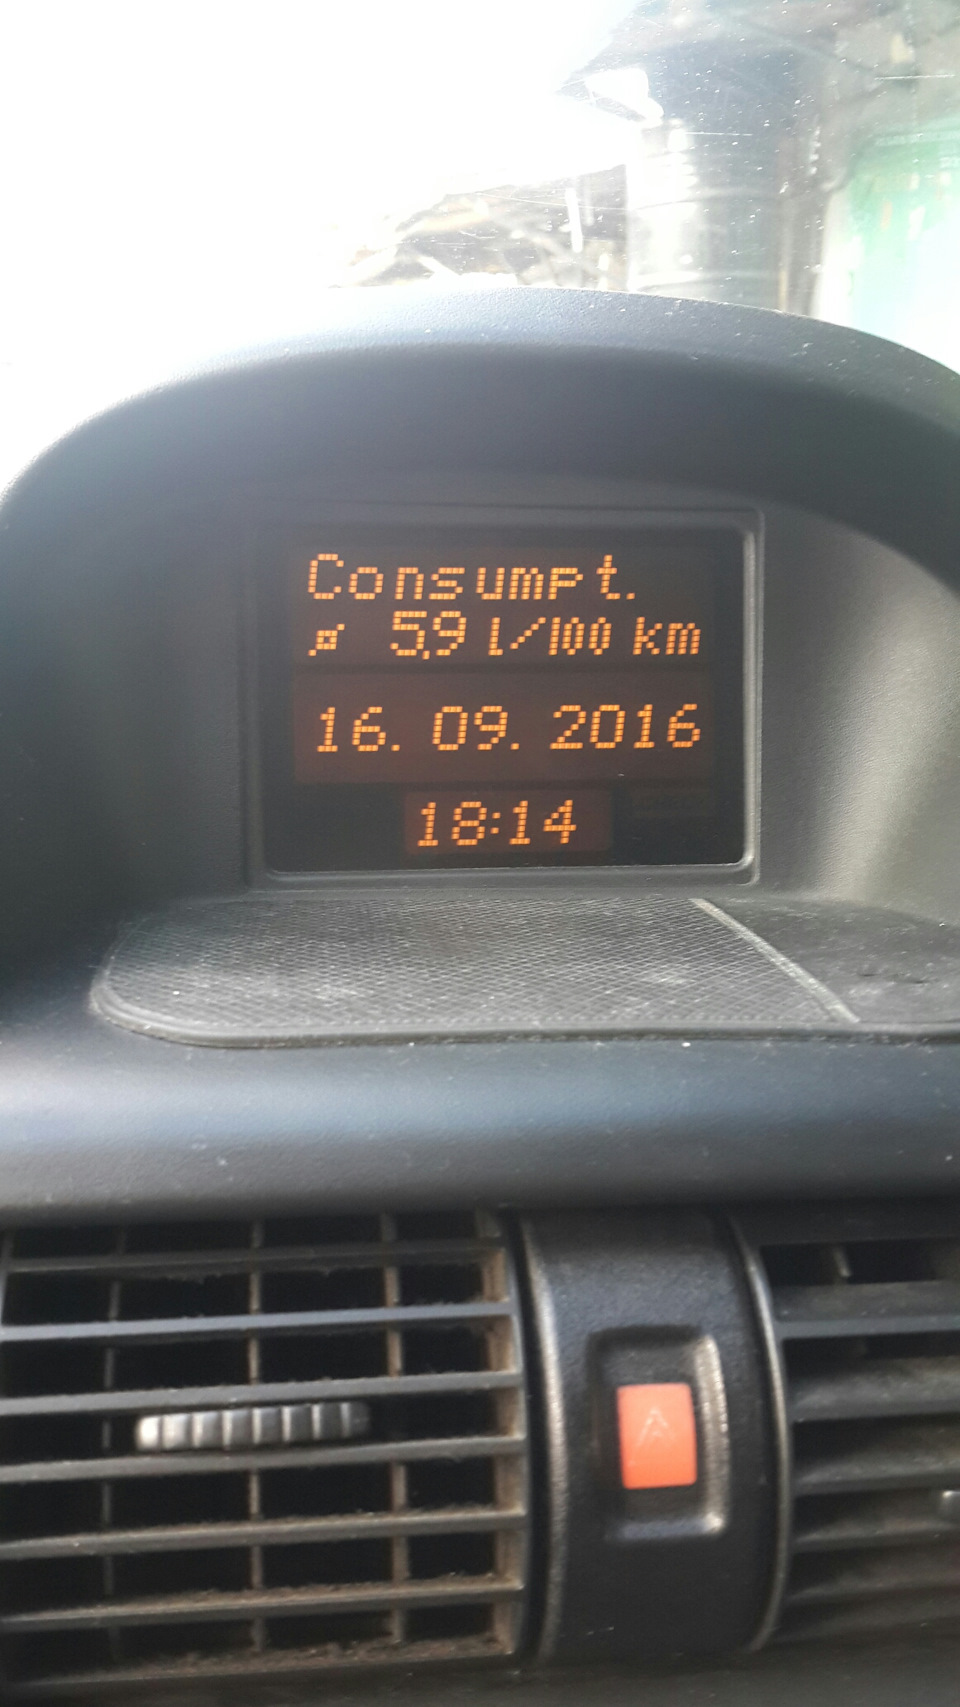 Consumpt.
ø 5,9 l/100 km
16. 09. 2016
18:14